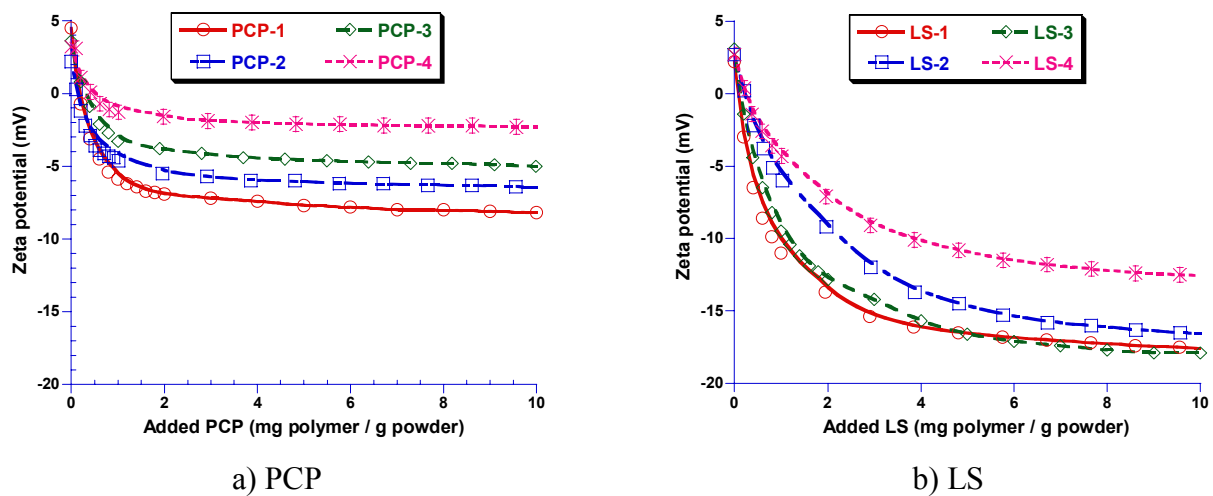 PCP-1
PCP-3
PCP-2
PCP-4
Zeta potential (mV)
5
0
-5
-10
-15
-20
0
2
4
6
8
10
Added PCP (mg polymer / g powder)
a) PCP
LS-1
LS-3
LS-2
LS-4
Zeta potential (mV)
5
0
-5
-10
-15
-20
0
2
4
6
8
10
Added LS (mg polymer / g powder)
b) LS